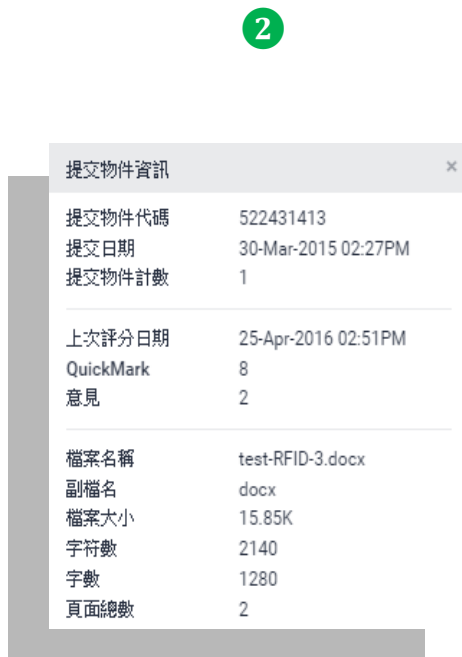 2
提交物件資訊 ×
提交物件代碼 522431413
提交日期 30-Mar-2015 02:27PM
提交物件計數 1
上次評分日期 25-Apr-2016 02:51PM
QuickMark 8
意見 2
檔案名稱 test-RFID-3.docx
副檔名 docx
檔案大小 15.85K
字符數 2140
字數 1280
頁面總數 2